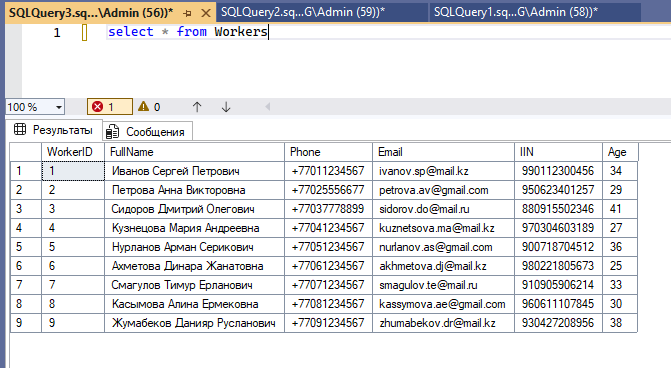 SQLQuery3.sq...\Admin (56))* SQLQuery2.sq...G\Admin (59))* SQLQuery1.sq...G\Admin (58))*
1 select * from Workers
100 % 1 0
Результаты Сообщения
WorkerID FullName Phone Email IIN Age
1 1 Иванов Сергей Петрович +77011234567 ivanov.sp@mail.kz 990112300456 34
2 2 Петрова Анна Викторовна +77025556677 petrova.av@gmail.com 950623401257 29
3 3 Сидоров Дмитрий Олегович +77037778899 sidorov.do@mail.ru 880915502346 41
4 4 Кузнецова Мария Андреевна +77041234567 kuznetsova.ma@mail.kz 970304603189 27
5 5 Нурланов Арман Серикович +77051234567 nurlanov.as@gmail.com 900718704512 36
6 6 Ахметова Динара Жанатовна +77061234567 akhmetova.dj@mail.kz 980221805673 25
7 7 Смагулов Тимур Ерланович +77071234567 smagulov.te@mail.ru 910905906214 33
8 8 Касымова Алина Ермековна +77081234567 kassymova.ae@gmail.com 960611107845 30
9 9 Жумабеков Данияр Русланович +77091234567 zhumabekov.dr@mail.kz 930427208956 38